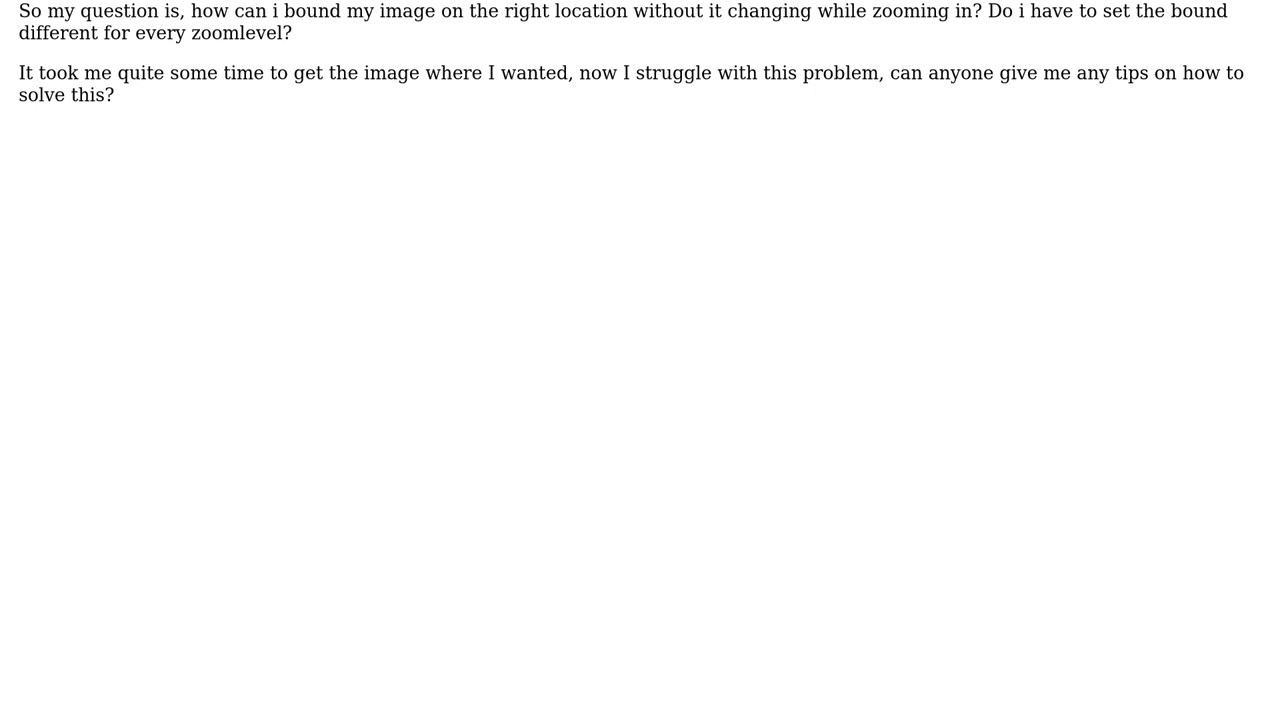 So my question is, how can i bound my image on the right location without it changing while zooming in? Do i have to set the bound
different for every zoomlevel?
It took me quite some time to get the image where I wanted, now I struggle with this problem, can anyone give me any tips on how to
solve this?